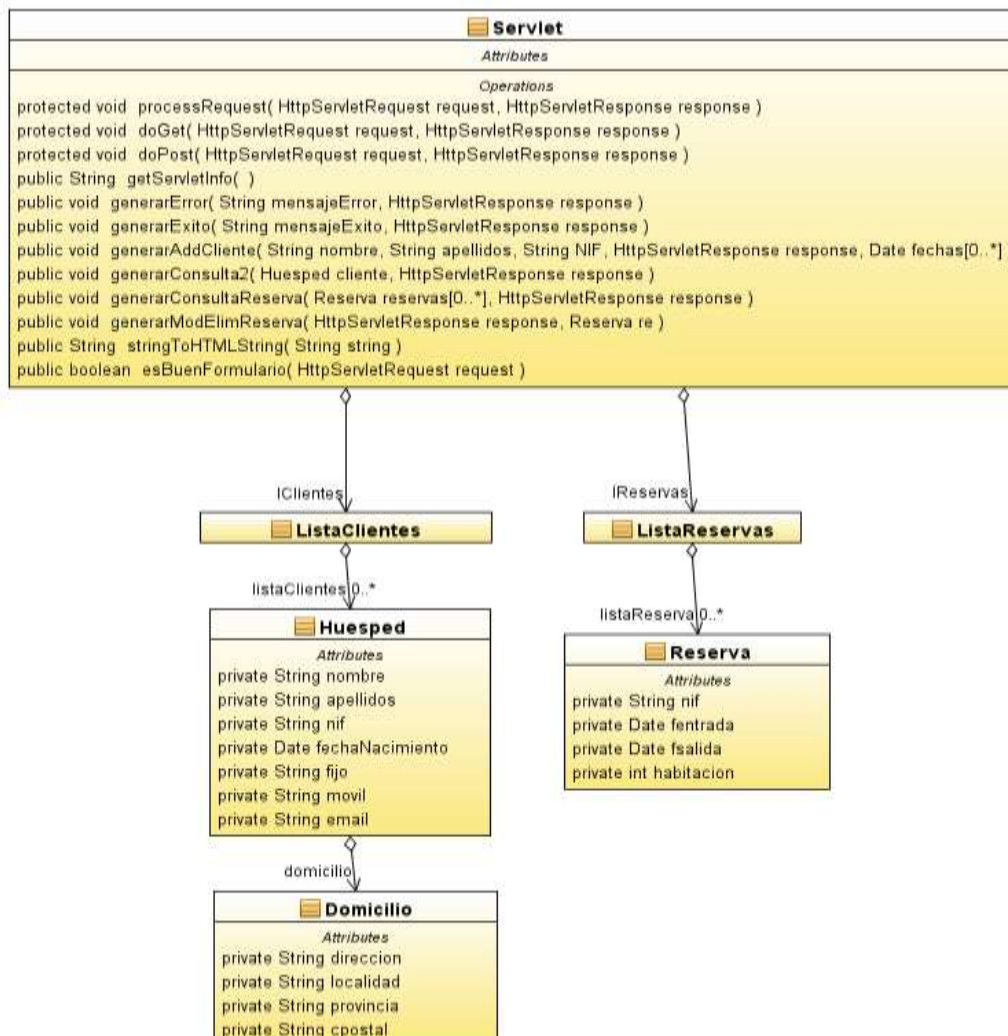 Servlet
Attributes
Operations
protected void processRequest( HttpServletRequest request, HttpServletResponse response )
protected void doGet( HttpServletRequest request, HttpServletResponse response )
protected void doPost( HttpServletRequest request, HttpServletResponse response )
public String getServletInfo( )
public void generarError( String mensajeError, HttpServletResponse response )
public void generarExito( String mensajeExito, HttpServletResponse response )
public void generarAddCliente( String nombre, String apellidos, String NIF, HttpServletResponse response, Date fechas[0..*]
public void generarConsulta2( Huesped cliente, HttpServletResponse response )
public void generarConsultaReserva( Reserva reservas[0..*], HttpServletResponse response )
public void generarModElimReserva( HttpServletResponse response, Reserva re )
public String stringToHTMLString( String string )
public boolean esBuenFormulario( HttpServletRequest request )
lClientes
lReservas
ListaClientes
ListaReservas
listaClientes 0..*
listaReserva 0..*
Huesped
Attributes
private String nombre
private String apellidos
private String nif
private Date fechaNacimiento
private String fijo
private String movil
private String email
Reserva
Attributes
private String nif
private Date fentrada
private Date fsalida
private int habitacion
domicilio
Domicilio
Attributes
private String direccion
private String localidad
private String provincia
private String cpostal